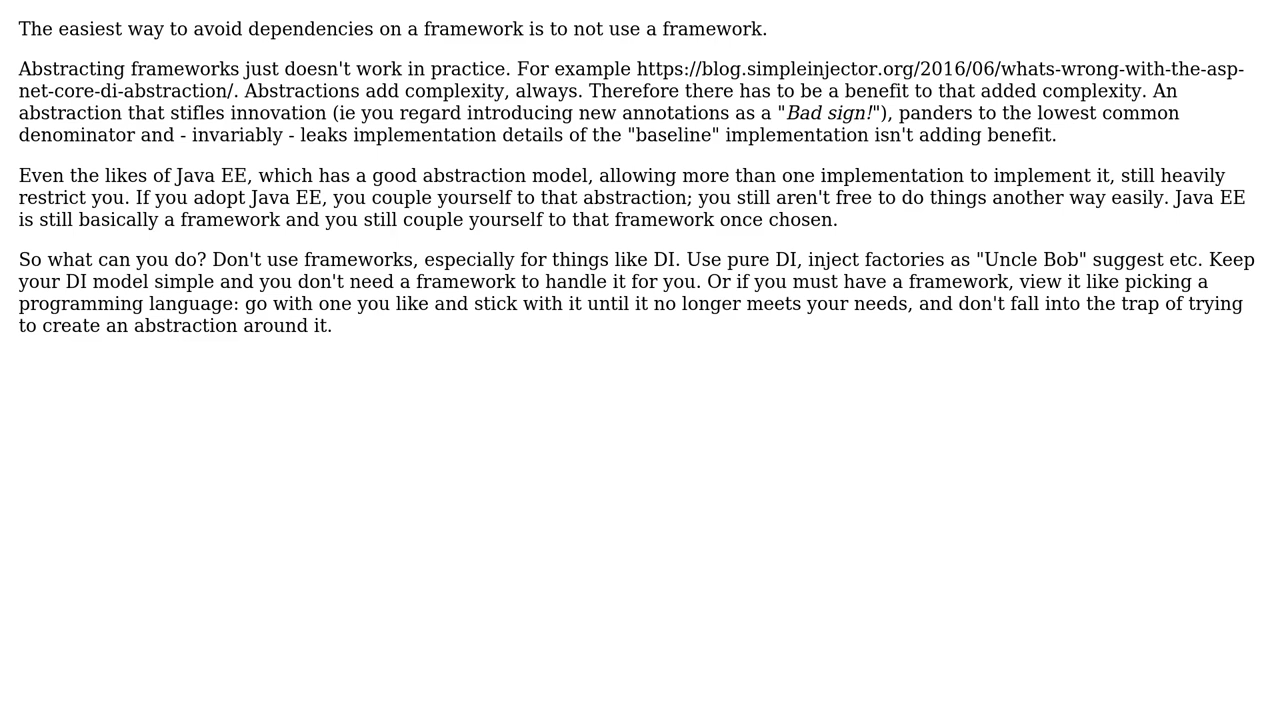 The easiest way to avoid dependencies on a framework is to not use a framework.
Abstracting frameworks just doesn't work in practice. For example https://blog.simpleinjector.org/2016/06/whats-wrong-with-the-asp-
net-core-di-abstraction/. Abstractions add complexity, always. Therefore there has to be a benefit to that added complexity. An
abstraction that stifles innovation (ie you regard introducing new annotations as a "Bad sign!"), panders to the lowest common
denominator and - invariably - leaks implementation details of the "baseline" implementation isn't adding benefit.
Even the likes of Java EE, which has a good abstraction model, allowing more than one implementation to implement it, still heavily
restrict you. If you adopt Java EE, you couple yourself to that abstraction; you still aren't free to do things another way easily. Java EE
is still basically a framework and you still couple yourself to that framework once chosen.
So what can you do? Don't use frameworks, especially for things like DI. Use pure DI, inject factories as "Uncle Bob" suggest etc. Keep
your DI model simple and you don't need a framework to handle it for you. Or if you must have a framework, view it like picking a
programming language: go with one you like and stick with it until it no longer meets your needs, and don't fall into the trap of trying
to create an abstraction around it.